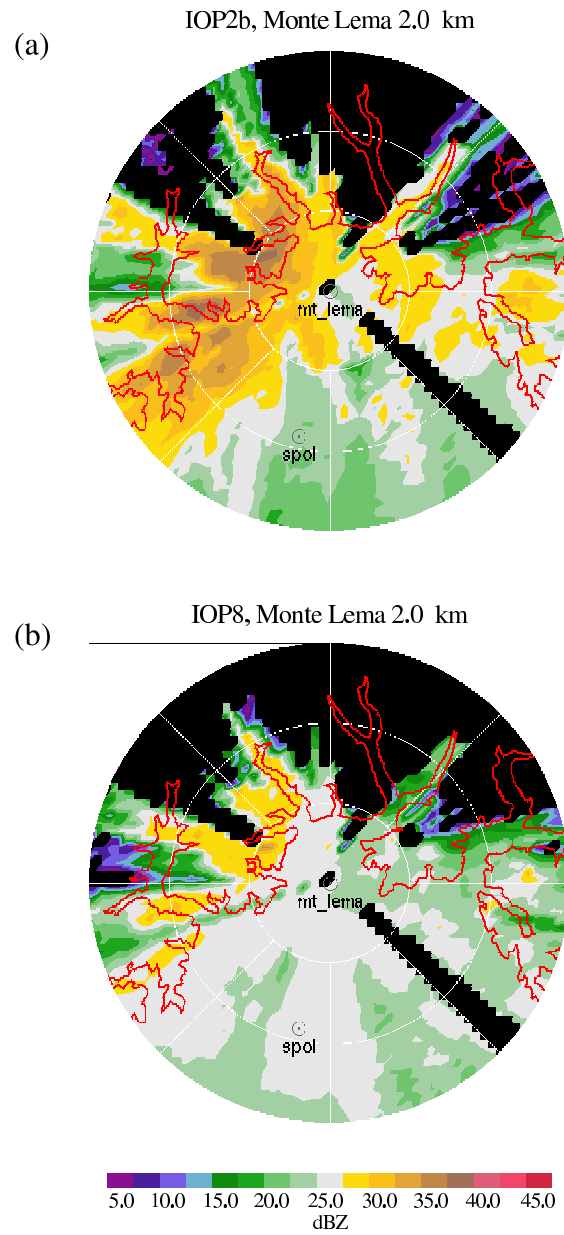 IOP2b, Monte Lema 2.0 km
(a)
mt_lema
spol
IOP8, Monte Lema 2.0 km
(b)
mt_lema
spol
5.0 10.0 15.0 20.0 25.0 30.0 35.0 40.0 45.0
dBZ